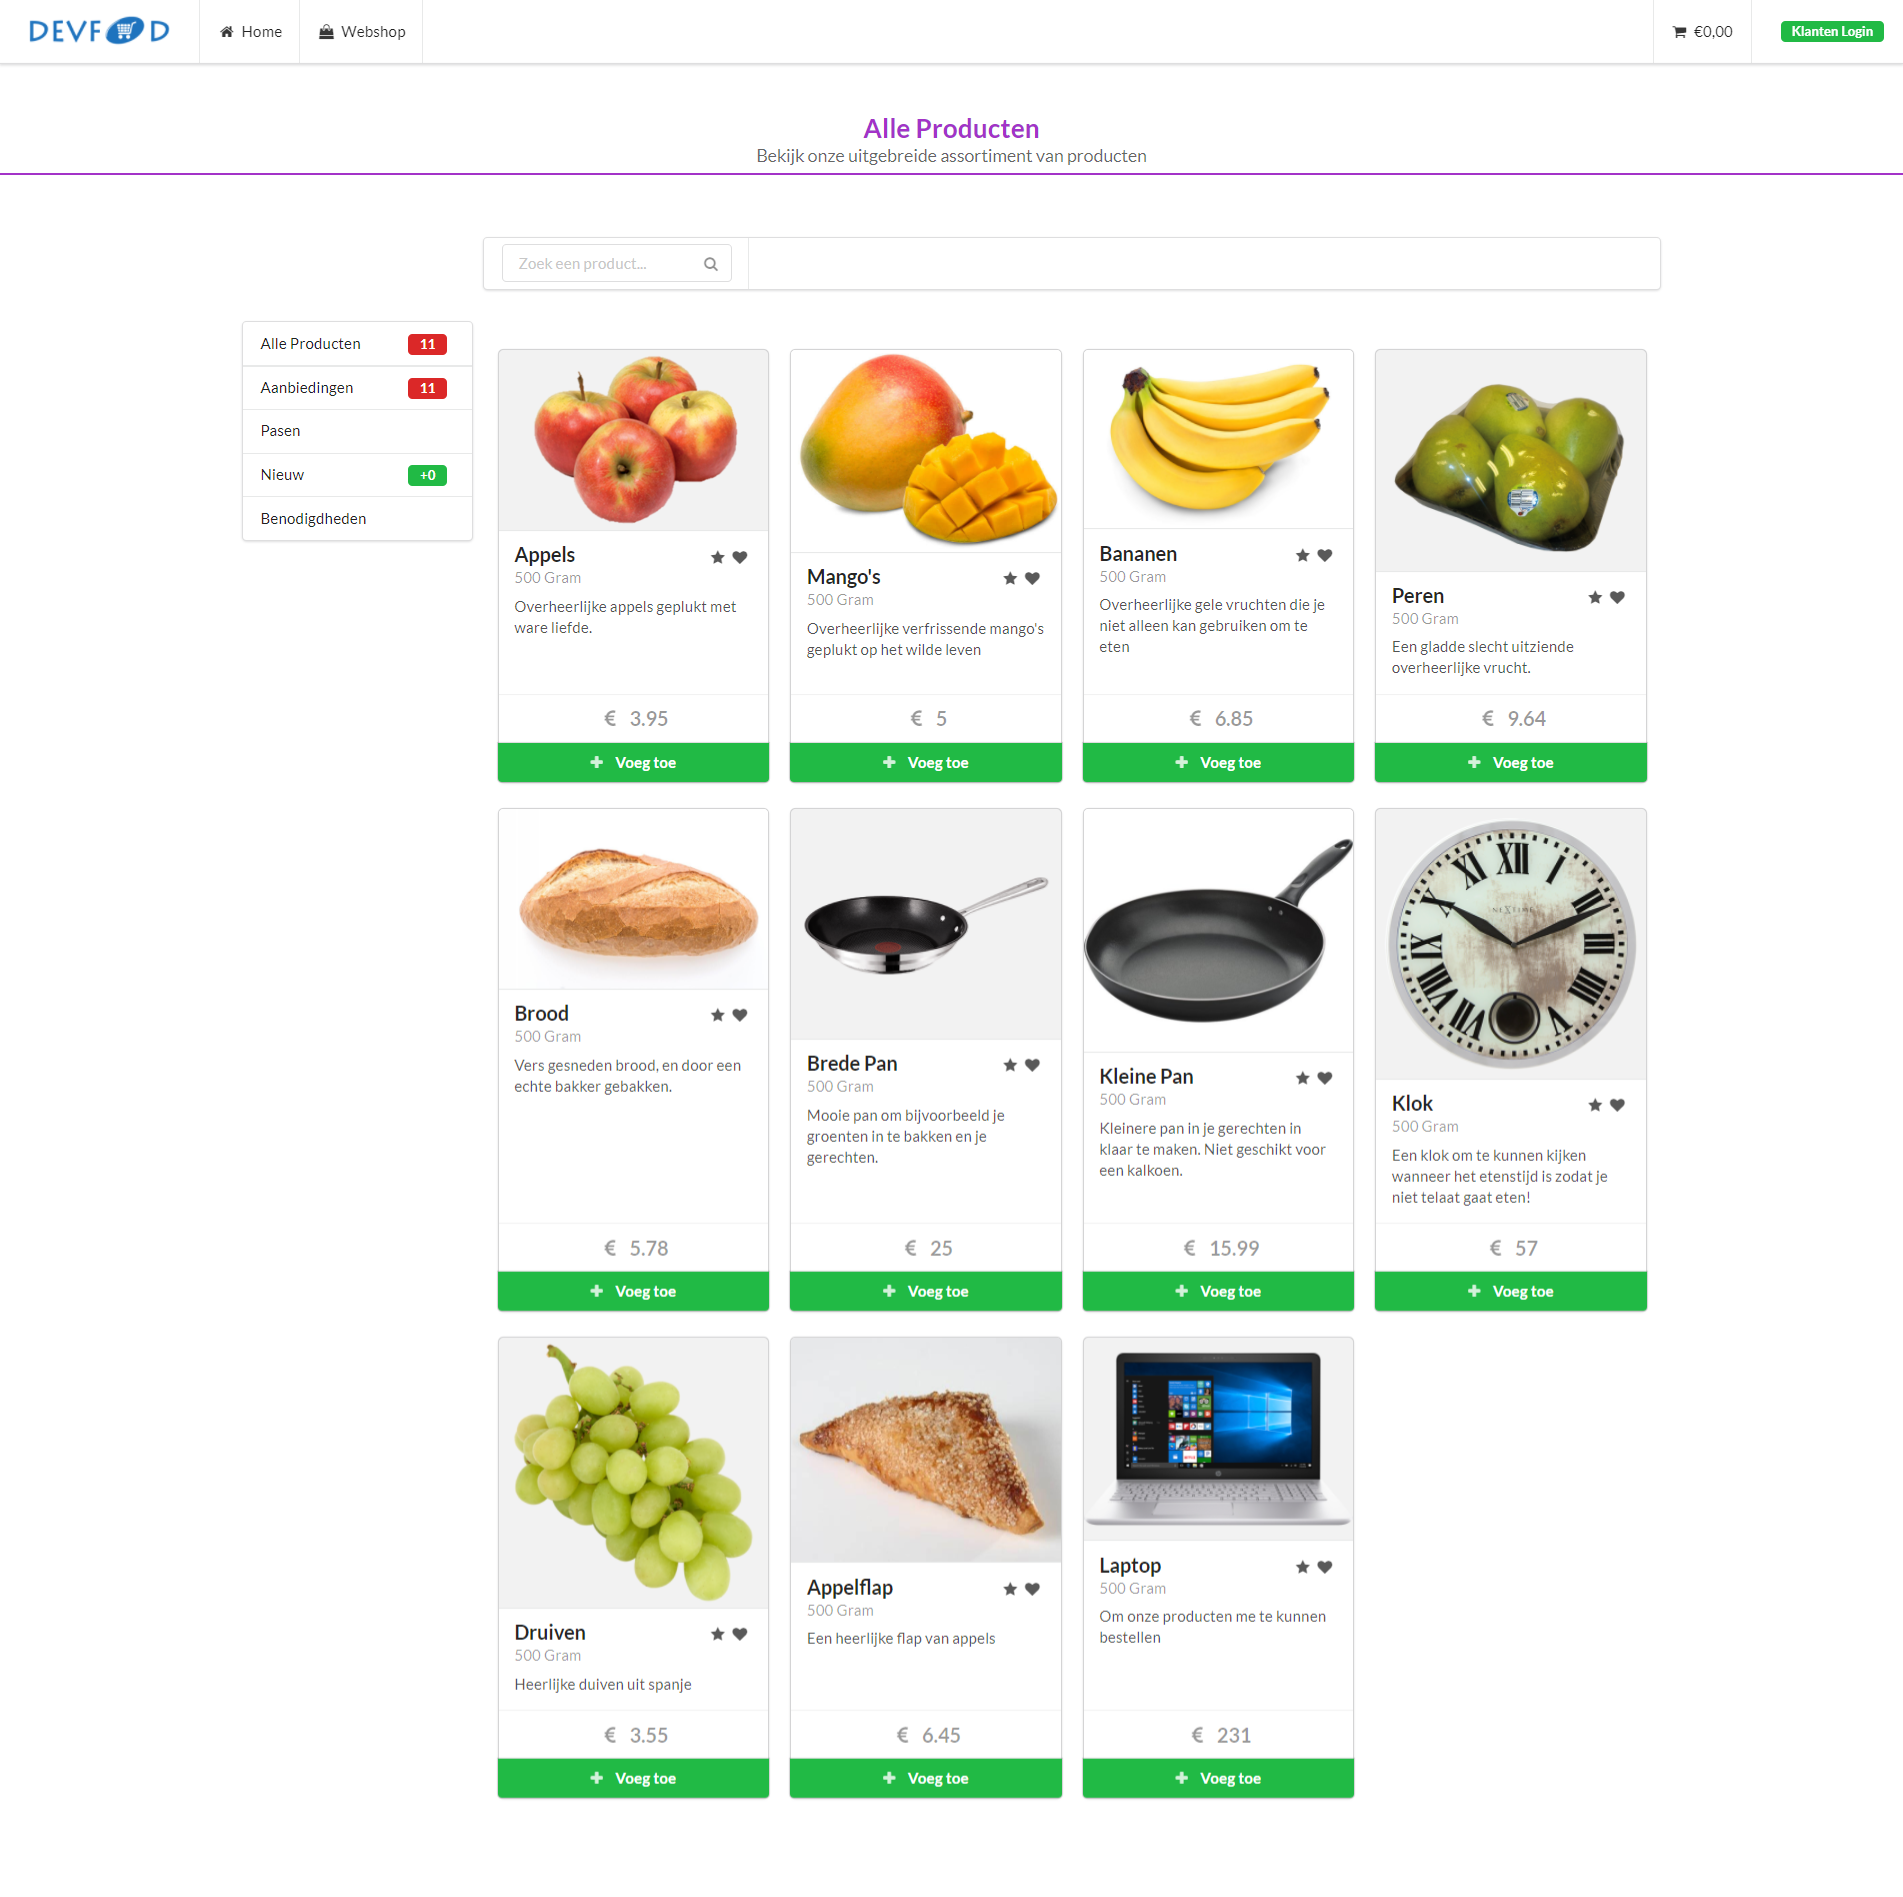 DEVFOOD
Home
Webshop
€0,00
Klanten Login
Alle Producten
Bekijk onze uitgebreide assortiment van producten
Zoek een product...
Alle Producten 11
Aanbiedingen 11
Pasen
Nieuw +0
Benodigdheden
Appels
500 Gram
Overheerlijke appels geplukt met
ware liefde.
€ 3.95
Voeg toe
Mango's
500 Gram
Overheerlijke verfrissende mango's
geplukt op het wilde leven
€ 5
Voeg toe
Bananen
500 Gram
Overheerlijke gele vruchten die je
niet alleen kan gebruiken om te
eten
€ 6.85
Voeg toe
Peren
500 Gram
Een gladde slecht uitziende
overheerlijke vrucht.
€ 9.64
Voeg toe
Brood
500 Gram
Vers gesneden brood, en door een
echte bakker gebakken.
€ 5.78
Voeg toe
Brede Pan
500 Gram
Mooie pan om bijvoorbeeld je
groenten in te bakken en je
gerechten.
€ 25
Voeg toe
Kleine Pan
500 Gram
Kleinere pan in je gerechten in
klaar te maken. Niet geschikt voor
een kalkoen.
€ 15.99
Voeg toe
XII
I
NEXTIME
Klok
500 Gram
Een klok om te kunnen kijken
wanneer het etenstijd is zodat je
niet telaat gaat eten!
€ 57
Voeg toe
Druiven
500 Gram
Heerlijke duiven uit spanje
€ 3.55
Voeg toe
Appelflap
500 Gram
Een heerlijke flap van appels
€ 6.45
Voeg toe
Laptop
500 Gram
Om onze producten me te kunnen
bestellen
€ 231
Voeg toe